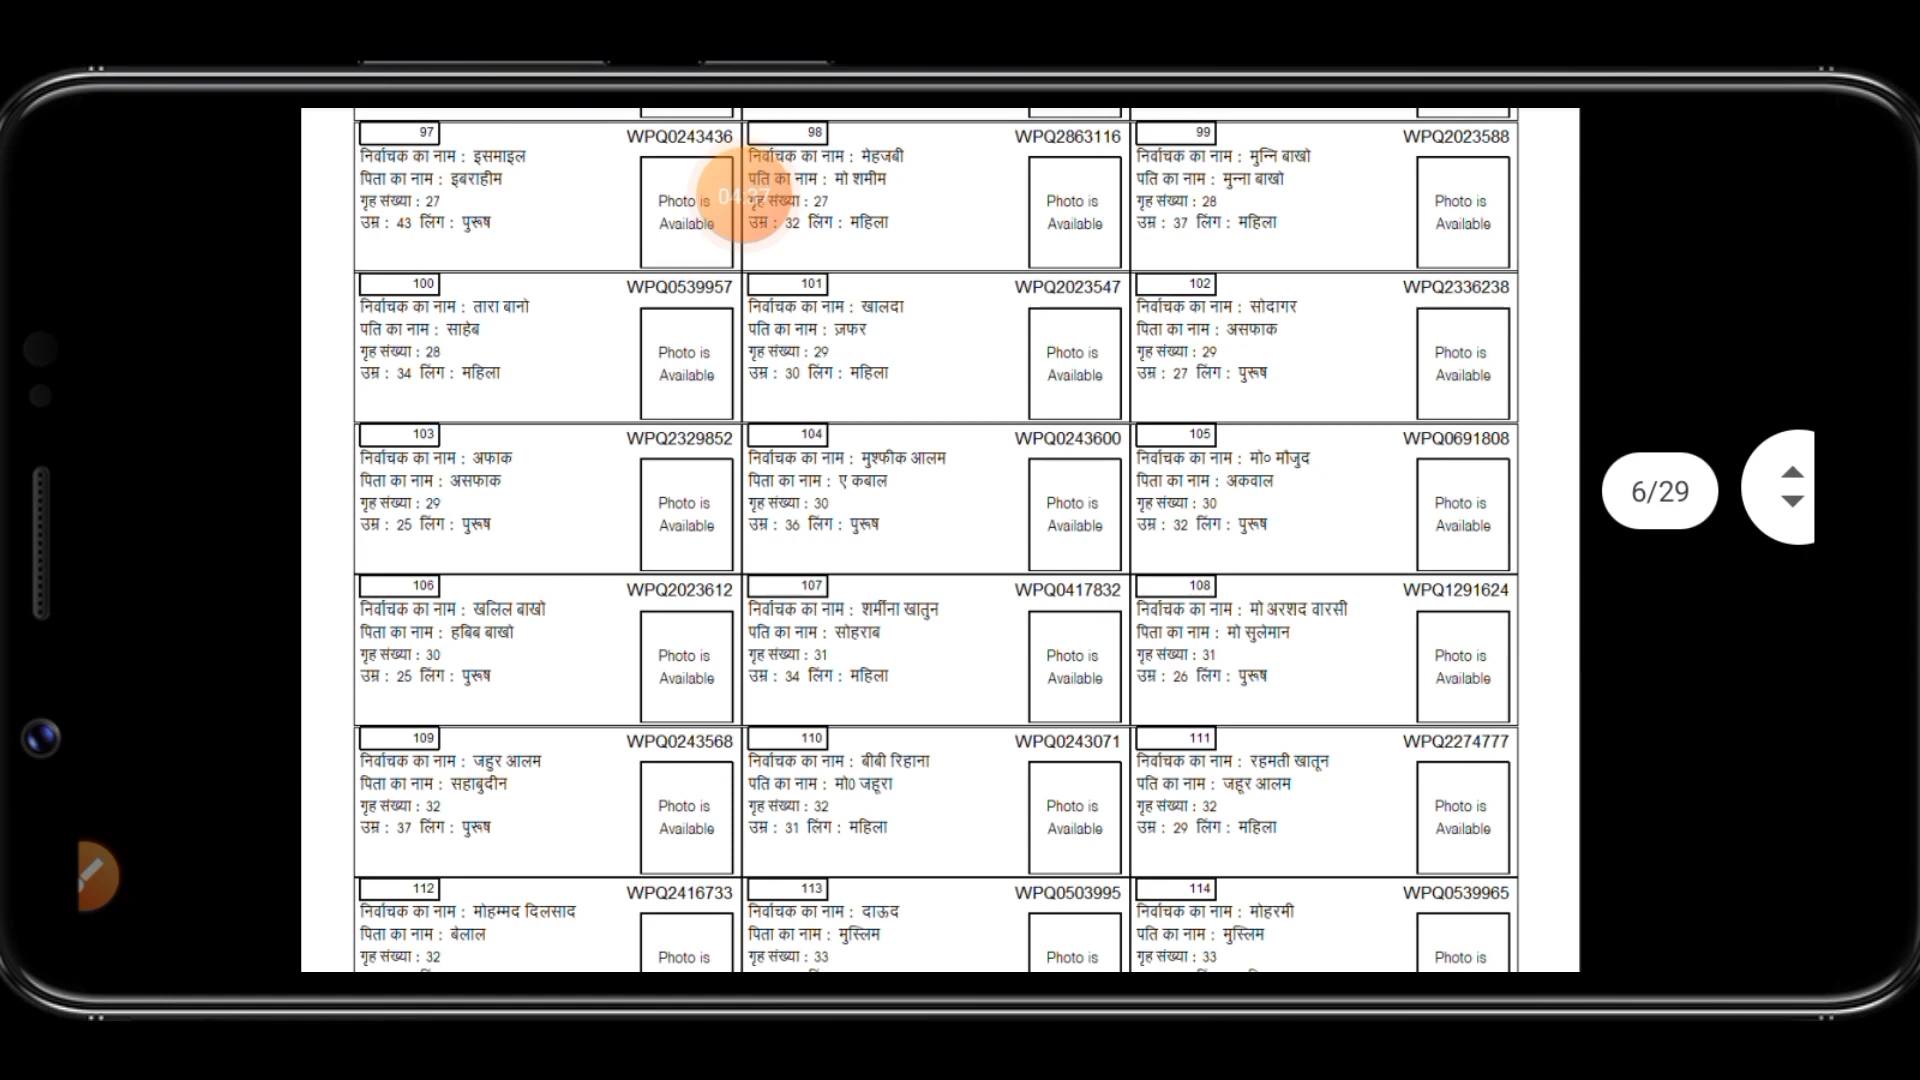 97 WPQ0243436
निर्वाचक का नाम : इसमाइल
पिता का नाम : इबराहीम
गृह संख्या : 27
उम्र : 43 लिंग : पुरूष
Photo is
Available
98 WPQ2863116
निर्वाचक का नाम : मेहजबी
पति का नाम : मो शमीम
गृह संख्या : 27
उम्र : 32 लिंग : महिला
Photo is
Available
99 WPQ2023588
निर्वाचक का नाम : मुन्नि बाखो
पति का नाम : मुन्ना बाखो
गृह संख्या : 28
उम्र : 37 लिंग : महिला
Photo is
Available
100 WPQ0539957
निर्वाचक का नाम : तारा बानो
पति का नाम : साहेब
गृह संख्या : 28
उम्र : 34 लिंग : महिला
Photo is
Available
101 WPQ2023547
निर्वाचक का नाम : खालदा
पति का नाम : ज़फर
गृह संख्या : 29
उम्र : 30 लिंग : महिला
Photo is
Available
102 WPQ2336238
निर्वाचक का नाम : सोदागर
पिता का नाम : असफाक
गृह संख्या : 29
उम्र : 27 लिंग : पुरूष
Photo is
Available
103 WPQ2329852
निर्वाचक का नाम : अफाक
पिता का नाम : असफाक
गृह संख्या : 29
उम्र : 25 लिंग : पुरूष
Photo is
Available
104 WPQ0243600
निर्वाचक का नाम : मुश्फीक आलम
पिता का नाम : ए कबाल
गृह संख्या : 30
उम्र : 36 लिंग : पुरूष
Photo is
Available
105 WPQ0691808
निर्वाचक का नाम : मो० मौजुद
पिता का नाम : अकवाल
गृह संख्या : 30
उम्र : 32 लिंग : पुरूष
Photo is
Available
106 WPQ2023612
निर्वाचक का नाम : खलिल बाखो
पिता का नाम : हबिब बाखो
गृह संख्या : 30
उम्र : 25 लिंग : पुरूष
Photo is
Available
107 WPQ0417832
निर्वाचक का नाम : शर्मीना खातुन
पति का नाम : सोहराब
गृह संख्या : 31
उम्र : 34 लिंग : महिला
Photo is
Available
108 WPQ1291624
निर्वाचक का नाम : मो अरशद वारसी
पिता का नाम : मो सुलेमान
गृह संख्या : 31
उम्र : 26 लिंग : पुरूष
Photo is
Available
109 WPQ0243568
निर्वाचक का नाम : जहुर आलम
पिता का नाम : सहाबुदीन
गृह संख्या : 32
उम्र : 37 लिंग : पुरूष
Photo is
Available
110 WPQ0243071
निर्वाचक का नाम : बीबी रिहाना
पति का नाम : मो0 जहूरा
गृह संख्या : 32
उम्र : 31 लिंग : महिला
Photo is
Available
111 WPQ2274777
निर्वाचक का नाम : रहमती खातून
पति का नाम : जहूर आलम
गृह संख्या : 32
उम्र : 29 लिंग : महिला
Photo is
Available
112 WPQ2416733
निर्वाचक का नाम : मोहम्मद दिलसाद
पिता का नाम : बेलाल
गृह संख्या : 32
Photo is
113 WPQ0503995
निर्वाचक का नाम : दाऊद
पिता का नाम : मुस्लिम
गृह संख्या : 33
Photo is
114 WPQ0539965
निर्वाचक का नाम : मोहरमी
पति का नाम : मुस्लिम
गृह संख्या : 33
Photo is
6/29